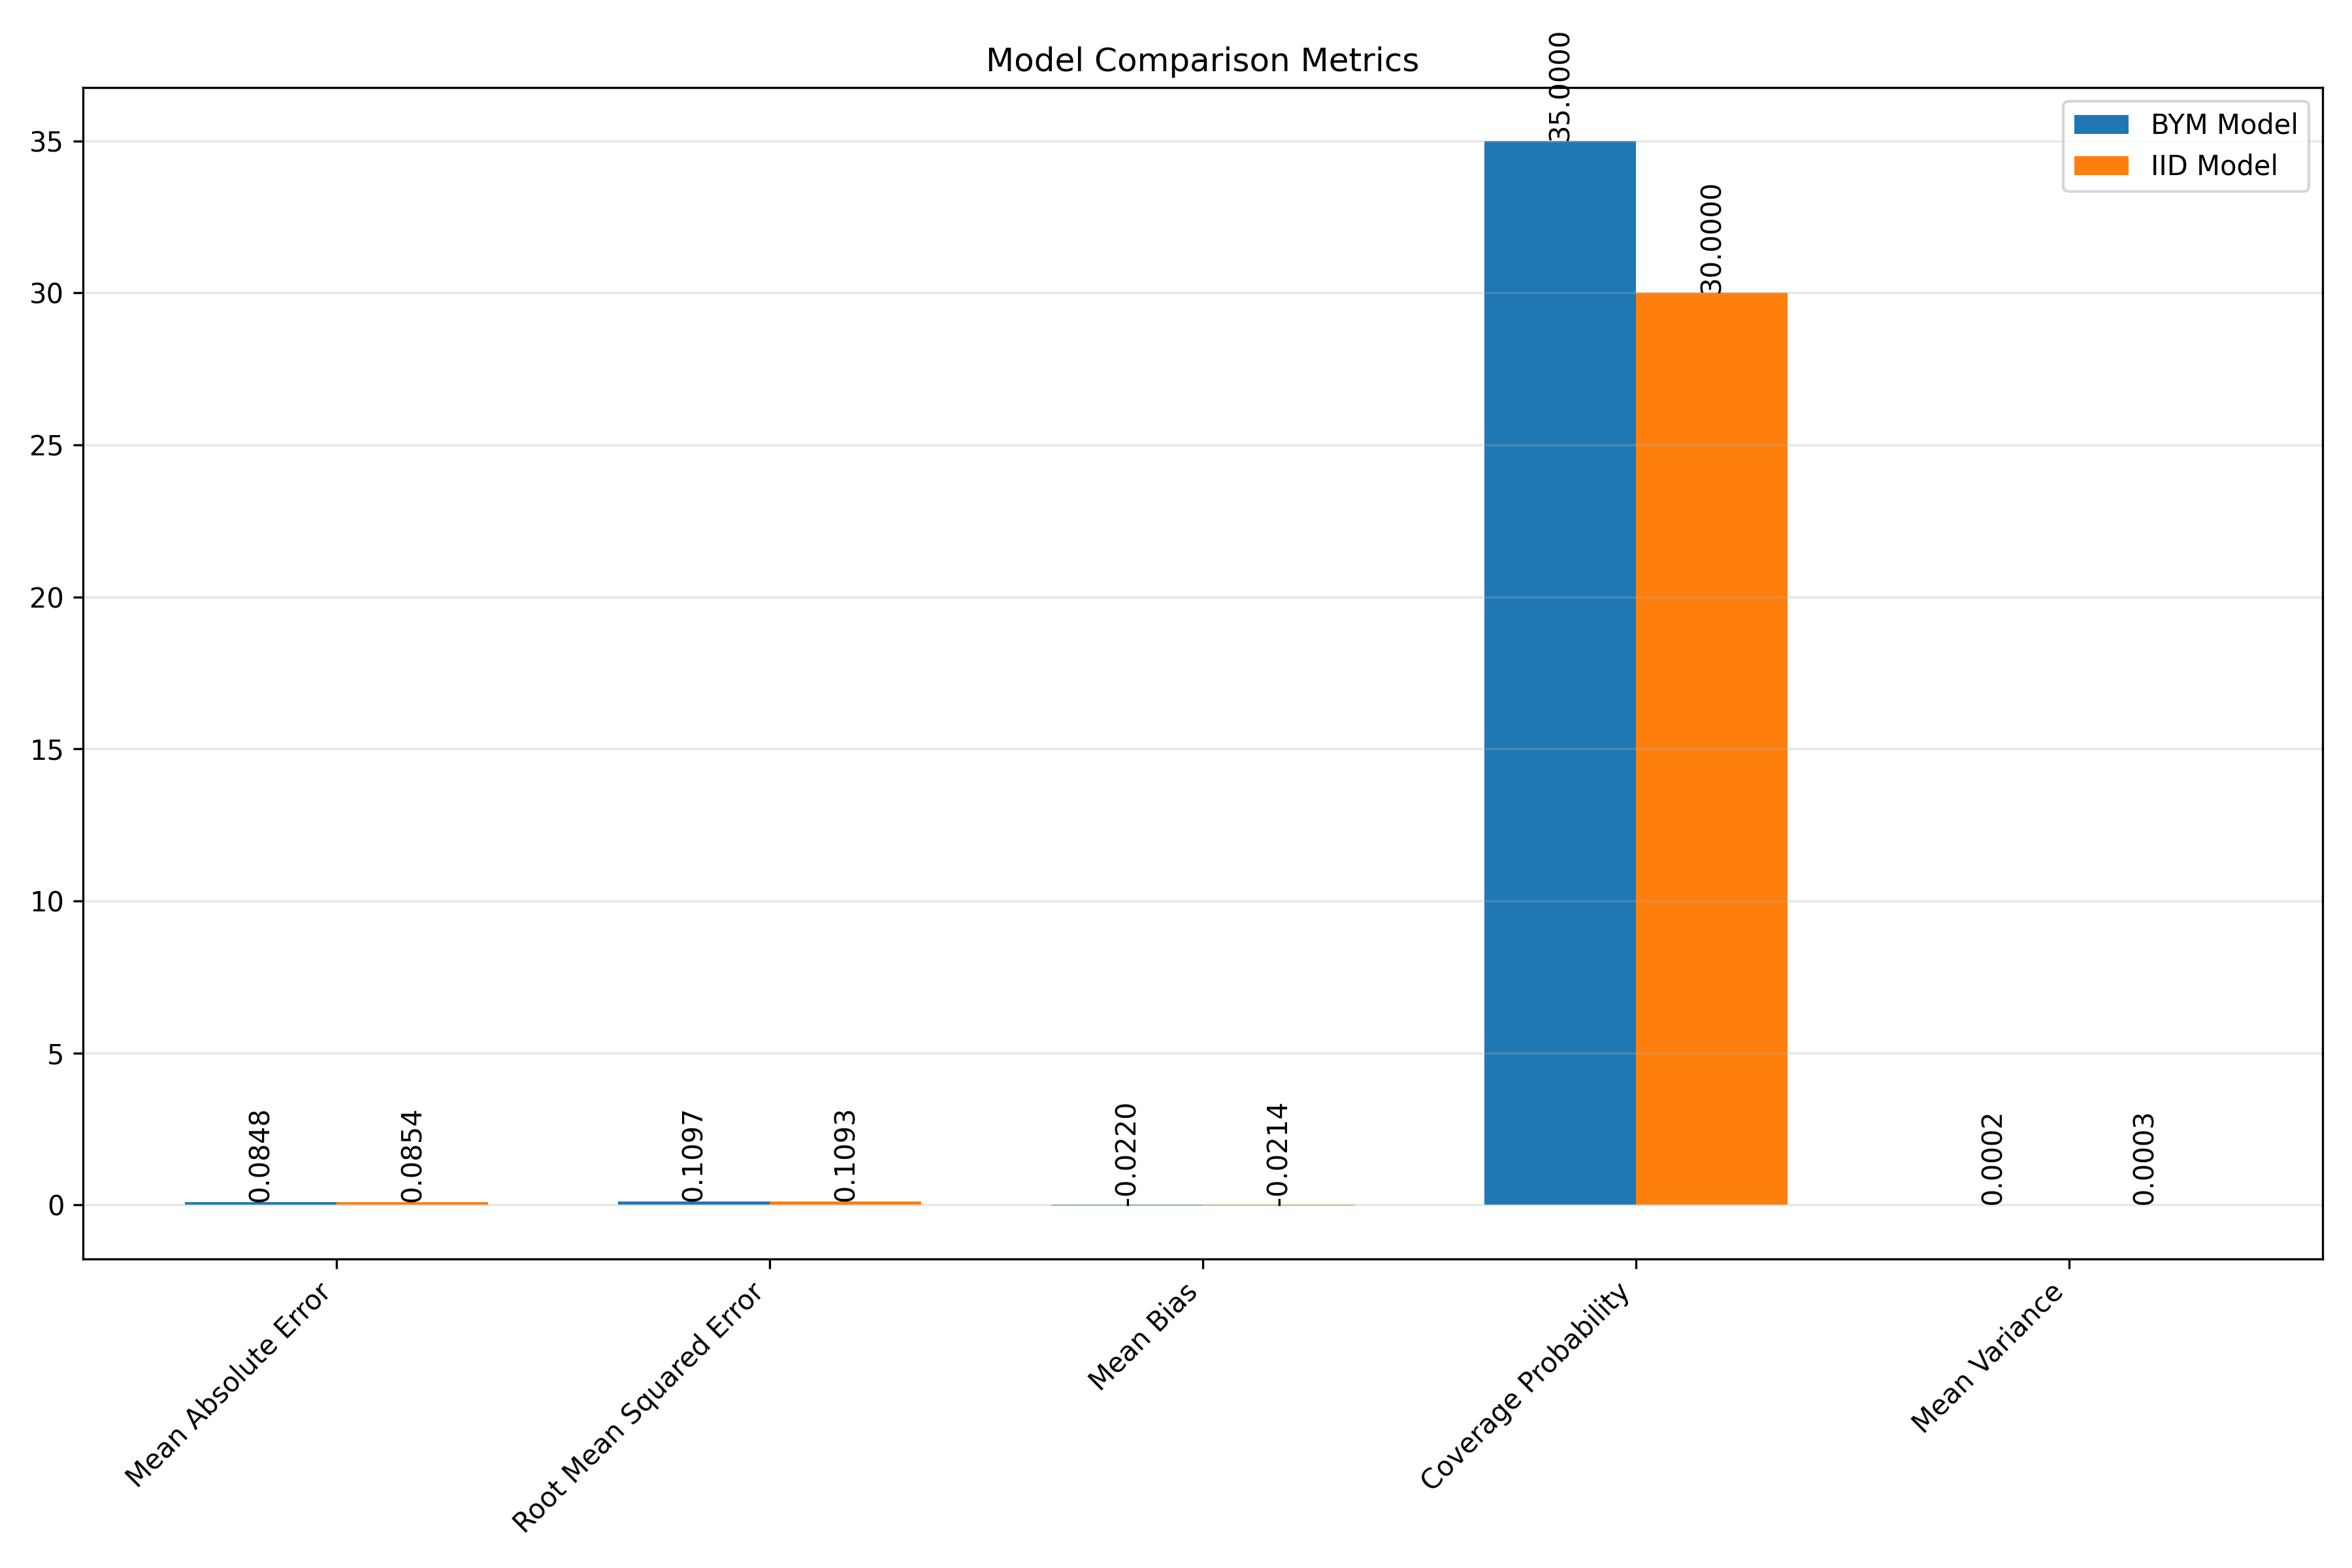 Model Comparison Metrics
BYM Model
IID Model
35.0000
30.0000
35
30
25
20
15
10
5
0
0.0848
0.0854
0.1097
0.1093
-0.0220
-0.0214
0.0002
0.0003
Mean Absolute Error
Root Mean Squared Error
Mean Bias
Coverage Probability
Mean Variance